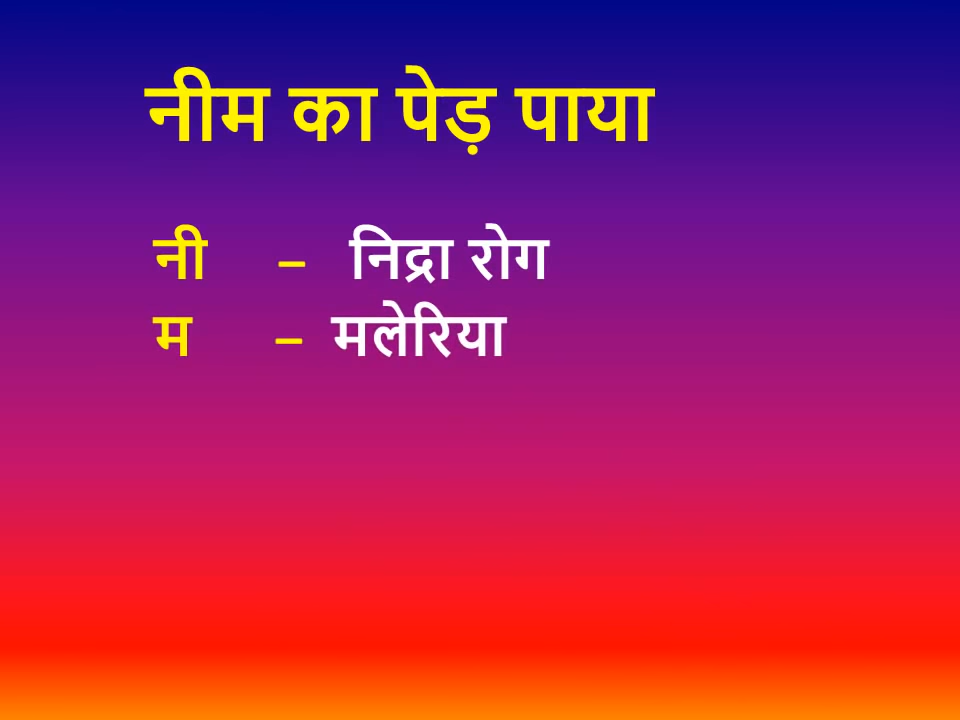 नीम का पेड़ पाया
नी – निद्रा रोग
म – मलेरिया